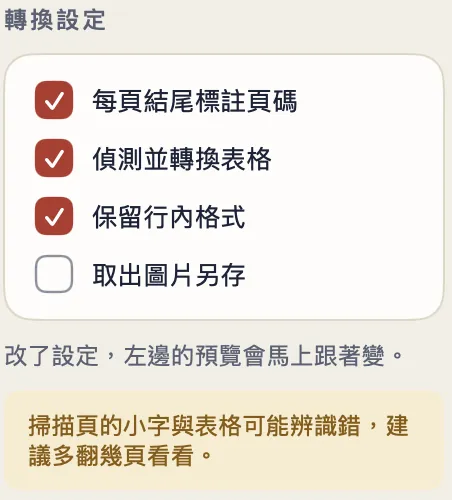 轉換設定
每頁結尾標註頁碼
偵測並轉換表格
保留行內格式
取出圖片另存
改了設定，左邊的預覽會馬上跟著變。
掃描頁的小字與表格可能辨識錯，建
議多翻幾頁看看。